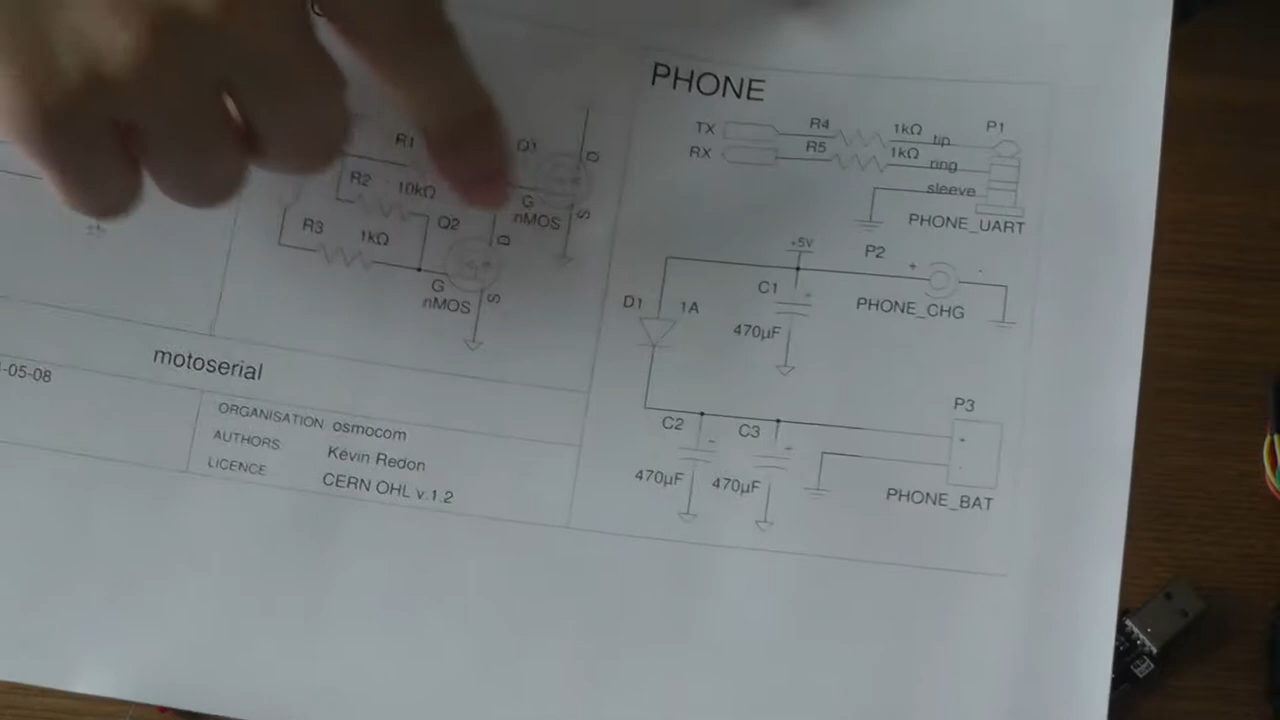 PHONE
TX R4 1kΩ tip P1
RX R5 1kΩ ring
sleeve
PHONE_UART
+5V P2 +
C1 +
470µF
PHONE_CHG
D1 1A
C2 C3 P3
470µF 470µF
PHONE_BAT
R1 Q1 D
R2 10kΩ G S
nMOS
R3 1kΩ Q2 D
G S
nMOS
motoserial
-05-08
ORGANISATION osmocom
AUTHORS Kévin Redon
LICENCE CERN OHL v.1.2